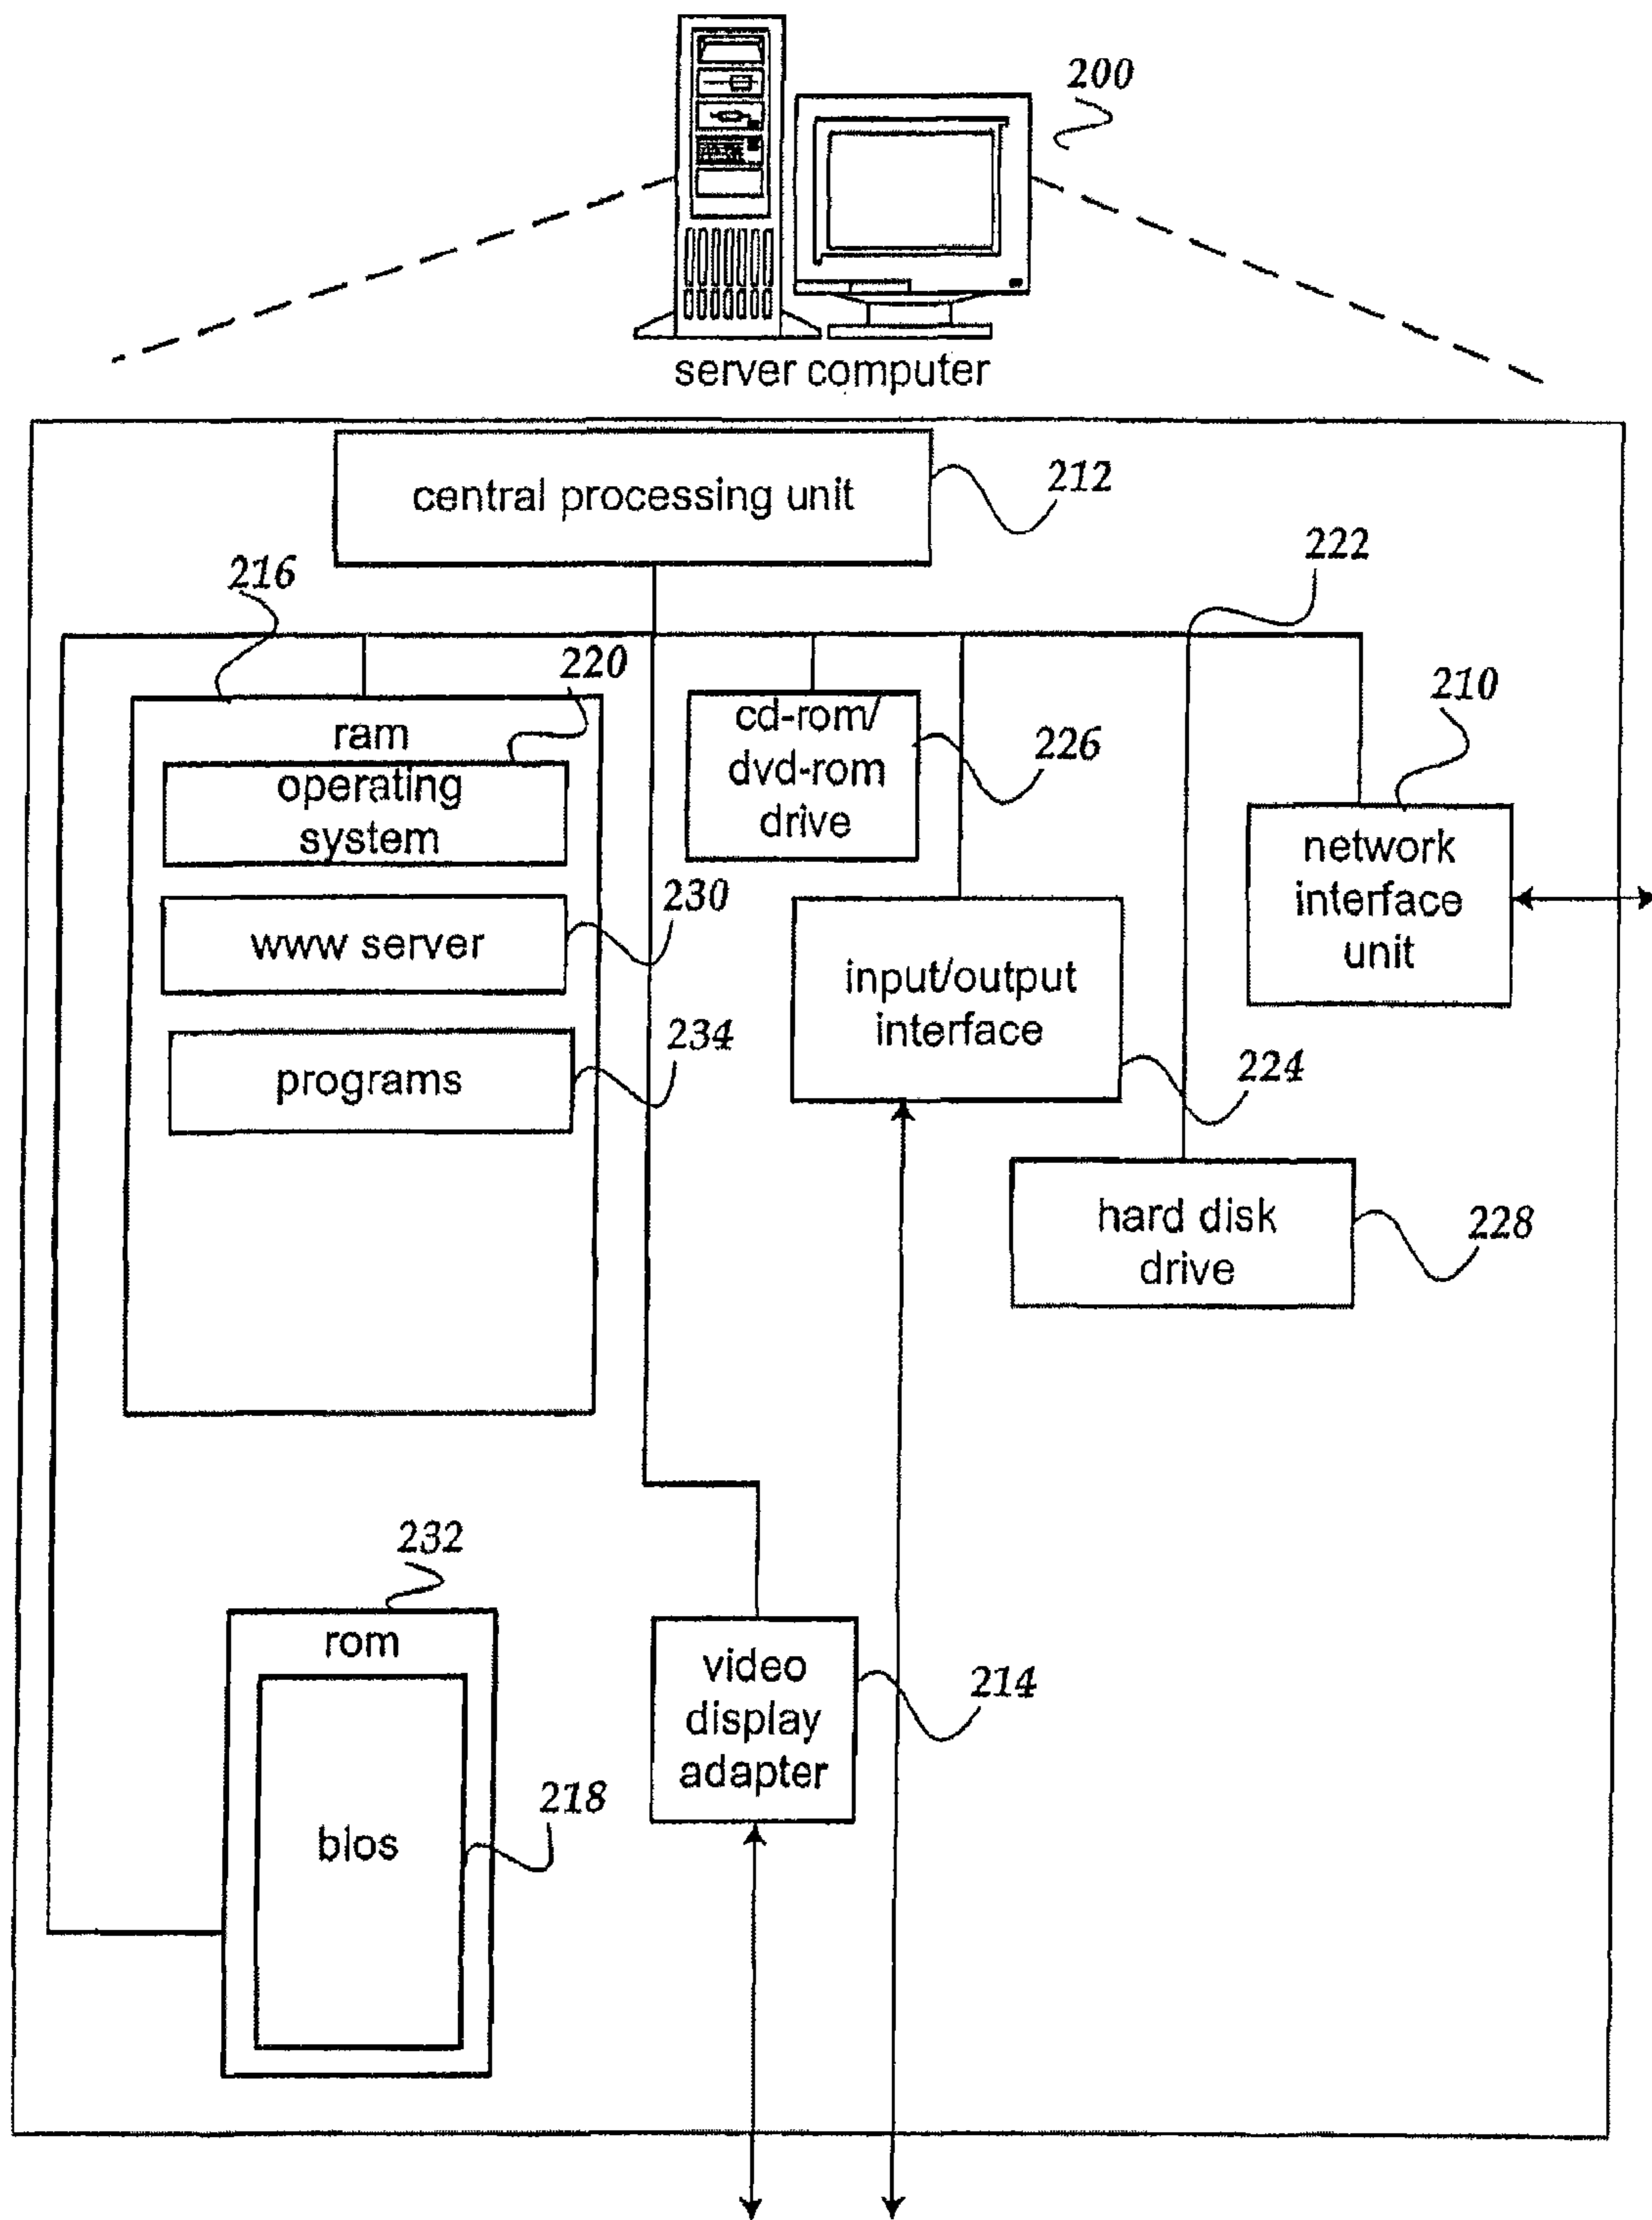 200
server computer
central processing unit
212
222
216
220
210
ram
cd-rom/
dvd-rom
drive
226
operating
system
network
interface
unit
230
www server
input/output
interface
234
programs
224
hard disk
drive
228
232
rom
video
display
adapter
214
218
blos